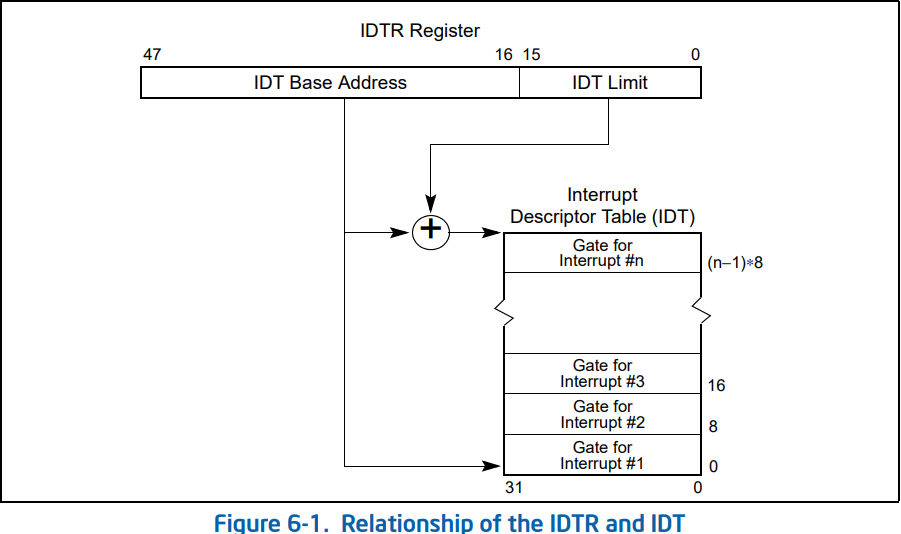 IDTR Register
47 16 15 0
IDT Base Address IDT Limit
+
Interrupt
Descriptor Table (IDT)
Gate for
Interrupt #n
(n−1)∗8
Gate for
Interrupt #3
16
Gate for
Interrupt #2
8
Gate for
Interrupt #1
0
31 0
Figure 6-1. Relationship of the IDTR and IDT